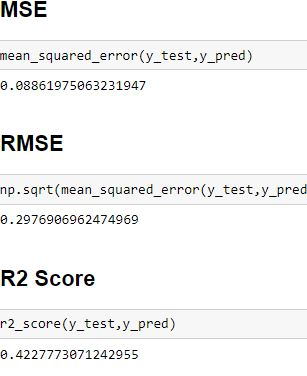 MSE
mean_squared_error(y_test,y_pred)
0.08861975063231947
RMSE
np.sqrt(mean_squared_error(y_test,y_pred
0.2976906962474969
R2 Score
r2_score(y_test,y_pred)
0.4227773071242955